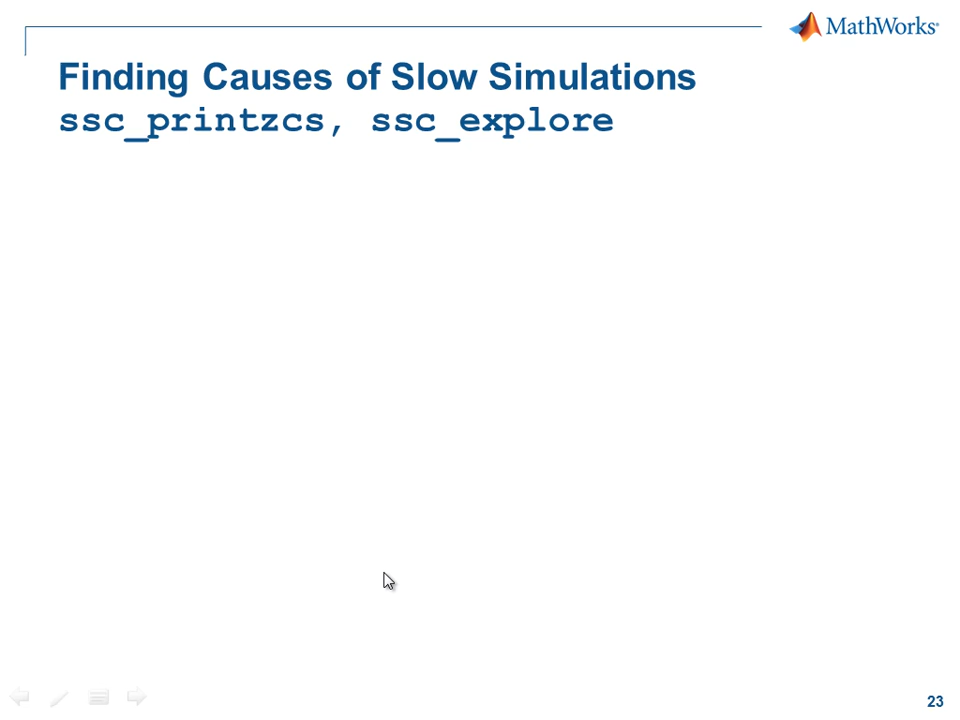 MathWorks®
Finding Causes of Slow Simulations
ssc_printzcs, ssc_explore
23